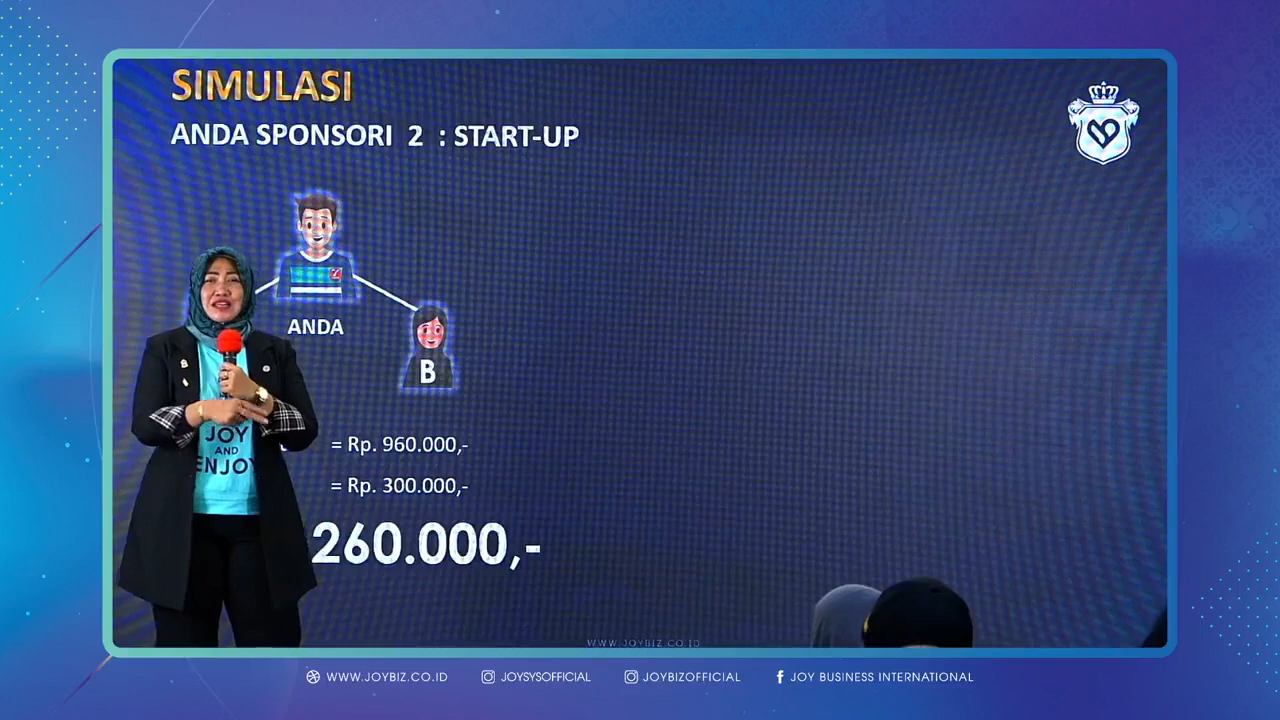 SIMULASI
ANDA SPONSORI 2 : START-UP
ANDA
B
= Rp. 960.000,-
= Rp. 300.000,-
260.000,-
JOY
AND
ENJOY
WWW.JOYBIZ.CO.ID
WWW.JOYBIZ.CO.ID JOYSYSOFFICIAL JOYBIZOFFICIAL JOY BUSINESS INTERNATIONAL